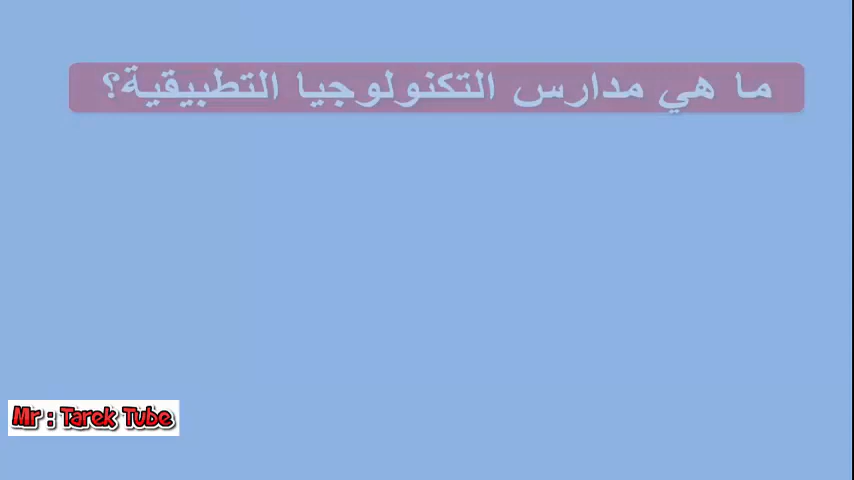 ما هي مدارس التكنولوجيا التطبيقية؟
Mr : Tarek Tube